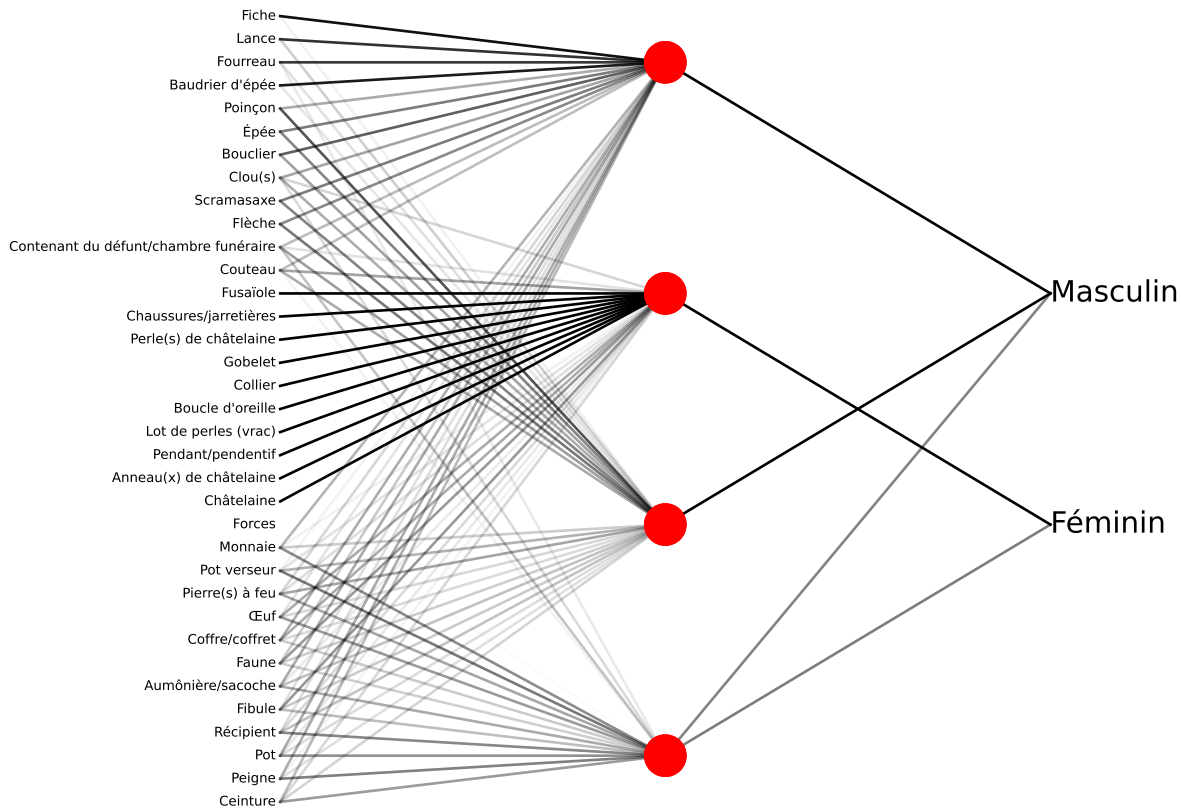 Fiche
Lance
Fourreau
Baudrier d'épée
Poinçon
Épée
Bouclier
Clou(s)
Scramasaxe
Flèche
Contenant du défunt/chambre funéraire
Couteau
Fusaïole
Chaussures/jarretières
Perle(s) de châtelaine
Gobelet
Collier
Boucle d'oreille
Lot de perles (vrac)
Pendant/pendentif
Anneau(x) de châtelaine
Châtelaine
Forces
Monnaie
Pot verseur
Pierre(s) à feu
Œuf
Coffre/coffret
Faune
Aumônière/sacoche
Fibule
Récipient
Pot
Peigne
Ceinture
Masculin
Féminin